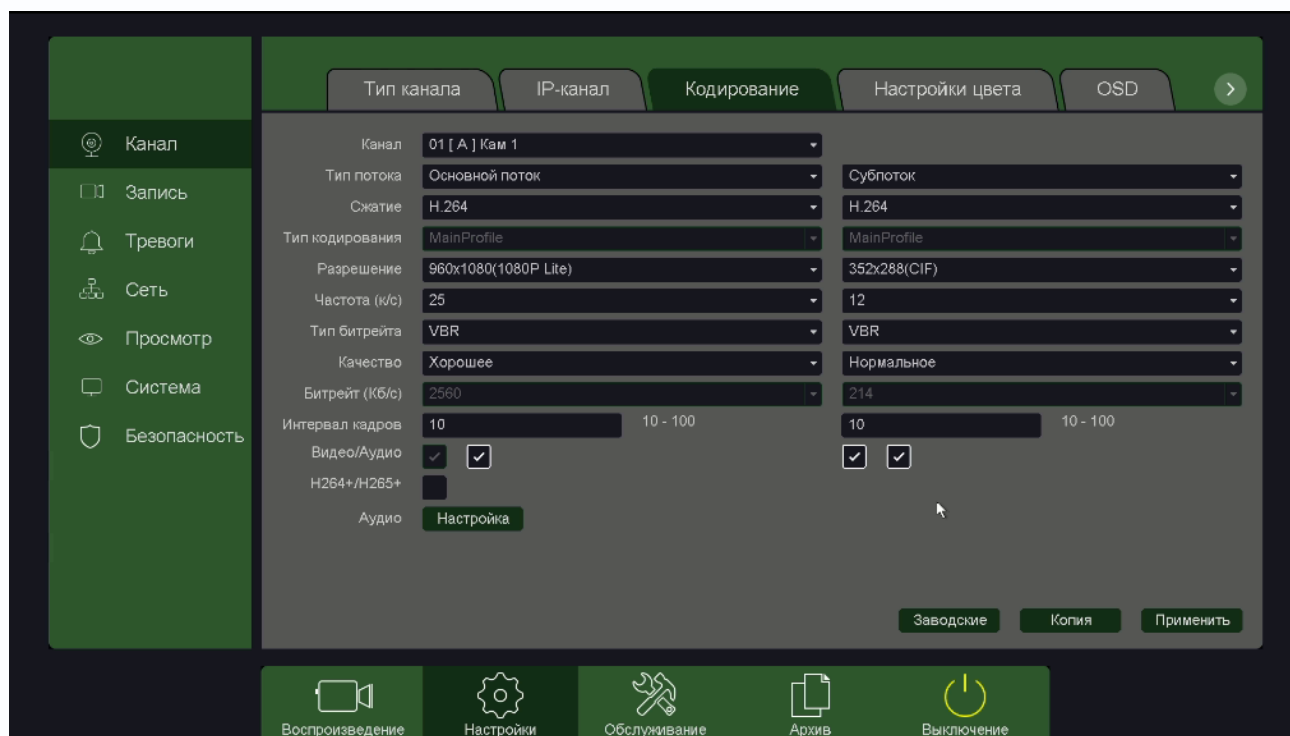 Тип канала IP-канал Кодирование Настройки цвета OSD
Канал
Запись
Тревоги
Сеть
Просмотр
Система
Безопасность
Канал 01 [ A ] Кам 1
Тип потока Основной поток Субпоток
Сжатие H.264 H.264
Тип кодирования MainProfile MainProfile
Разрешение 960x1080(1080P Lite) 352x288(CIF)
Частота (к/с) 25 12
Тип битрейта VBR VBR
Качество Хорошее Нормальное
Битрейт (Кб/с) 2560 214
Интервал кадров 10 10 - 100 10 10 - 100
Видео/Аудио
H264+/H265+
Аудио Настройка
Заводские Копия Применить
Воспроизведение Настройки Обслуживание Архив Выключение